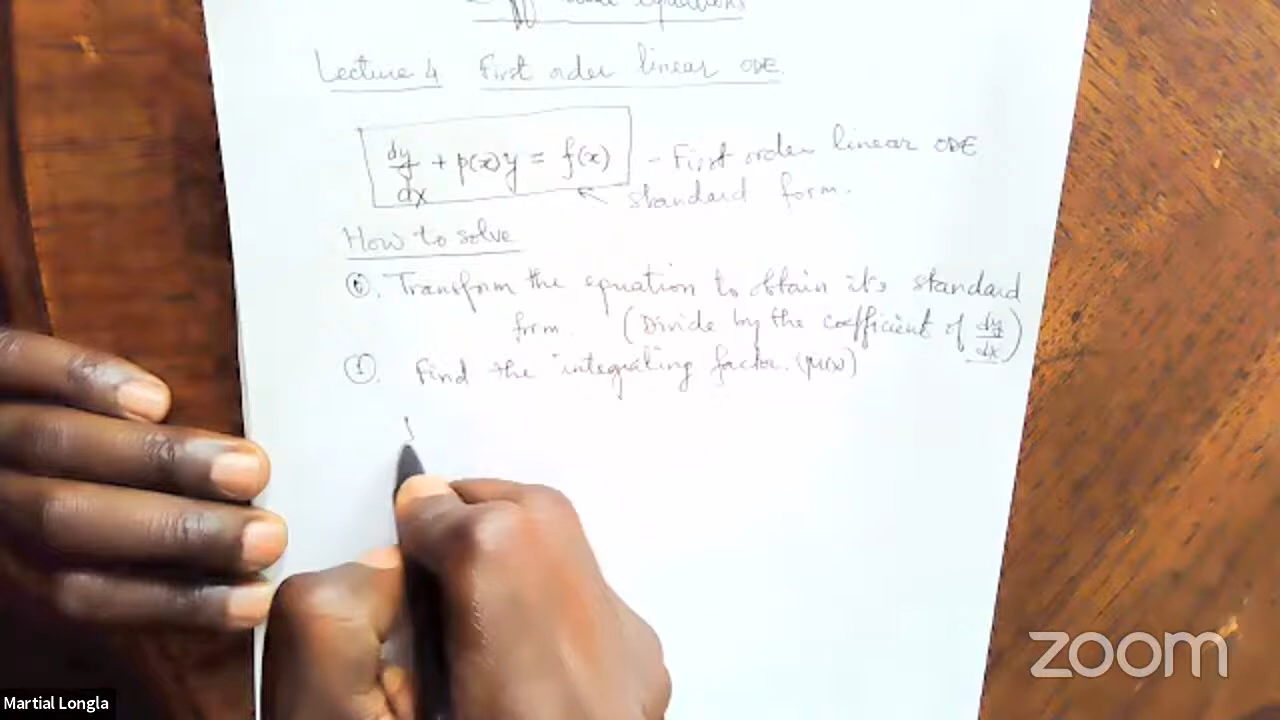 equations
Lecture 4 First order linear ODE.
dy/dx + p(x)y = f(x) - First order linear ODE
standard form.
How to solve
⓪. Transform the equation to obtain it's standard
form. (Divide by the coefficient of dy/dx)
①. Find the integrating factor. (μ(x))
zoom
Martial Longla